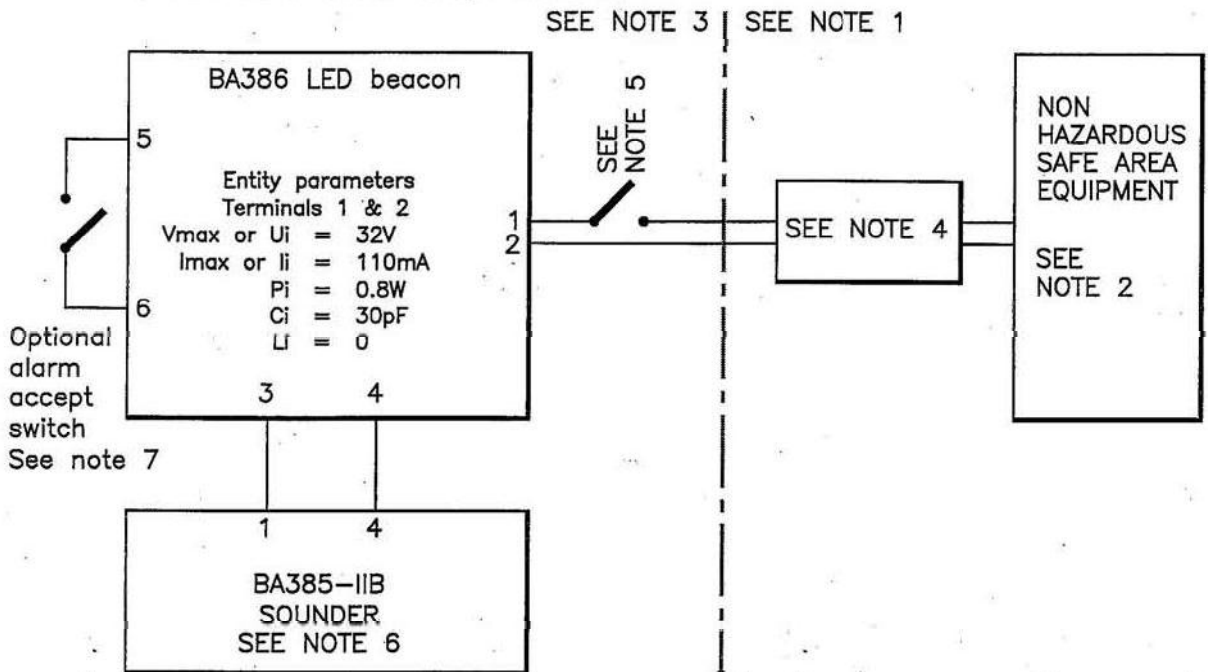 SEE NOTE 3
SEE NOTE 1
BA386 LED beacon
5
6
Entity parameters
Terminals 1 & 2
Vmax or Ui = 32V
Imax or Ii = 110mA
Pi = 0.8W
Ci = 30pF
Li = 0
1
2
3 4
SEE
NOTE 5
SEE NOTE 4
NON
HAZARDOUS
SAFE AREA
EQUIPMENT
SEE
NOTE 2
Optional
alarm
accept
switch
See note 7
1 4
BA385-IIB
SOUNDER
SEE NOTE 6